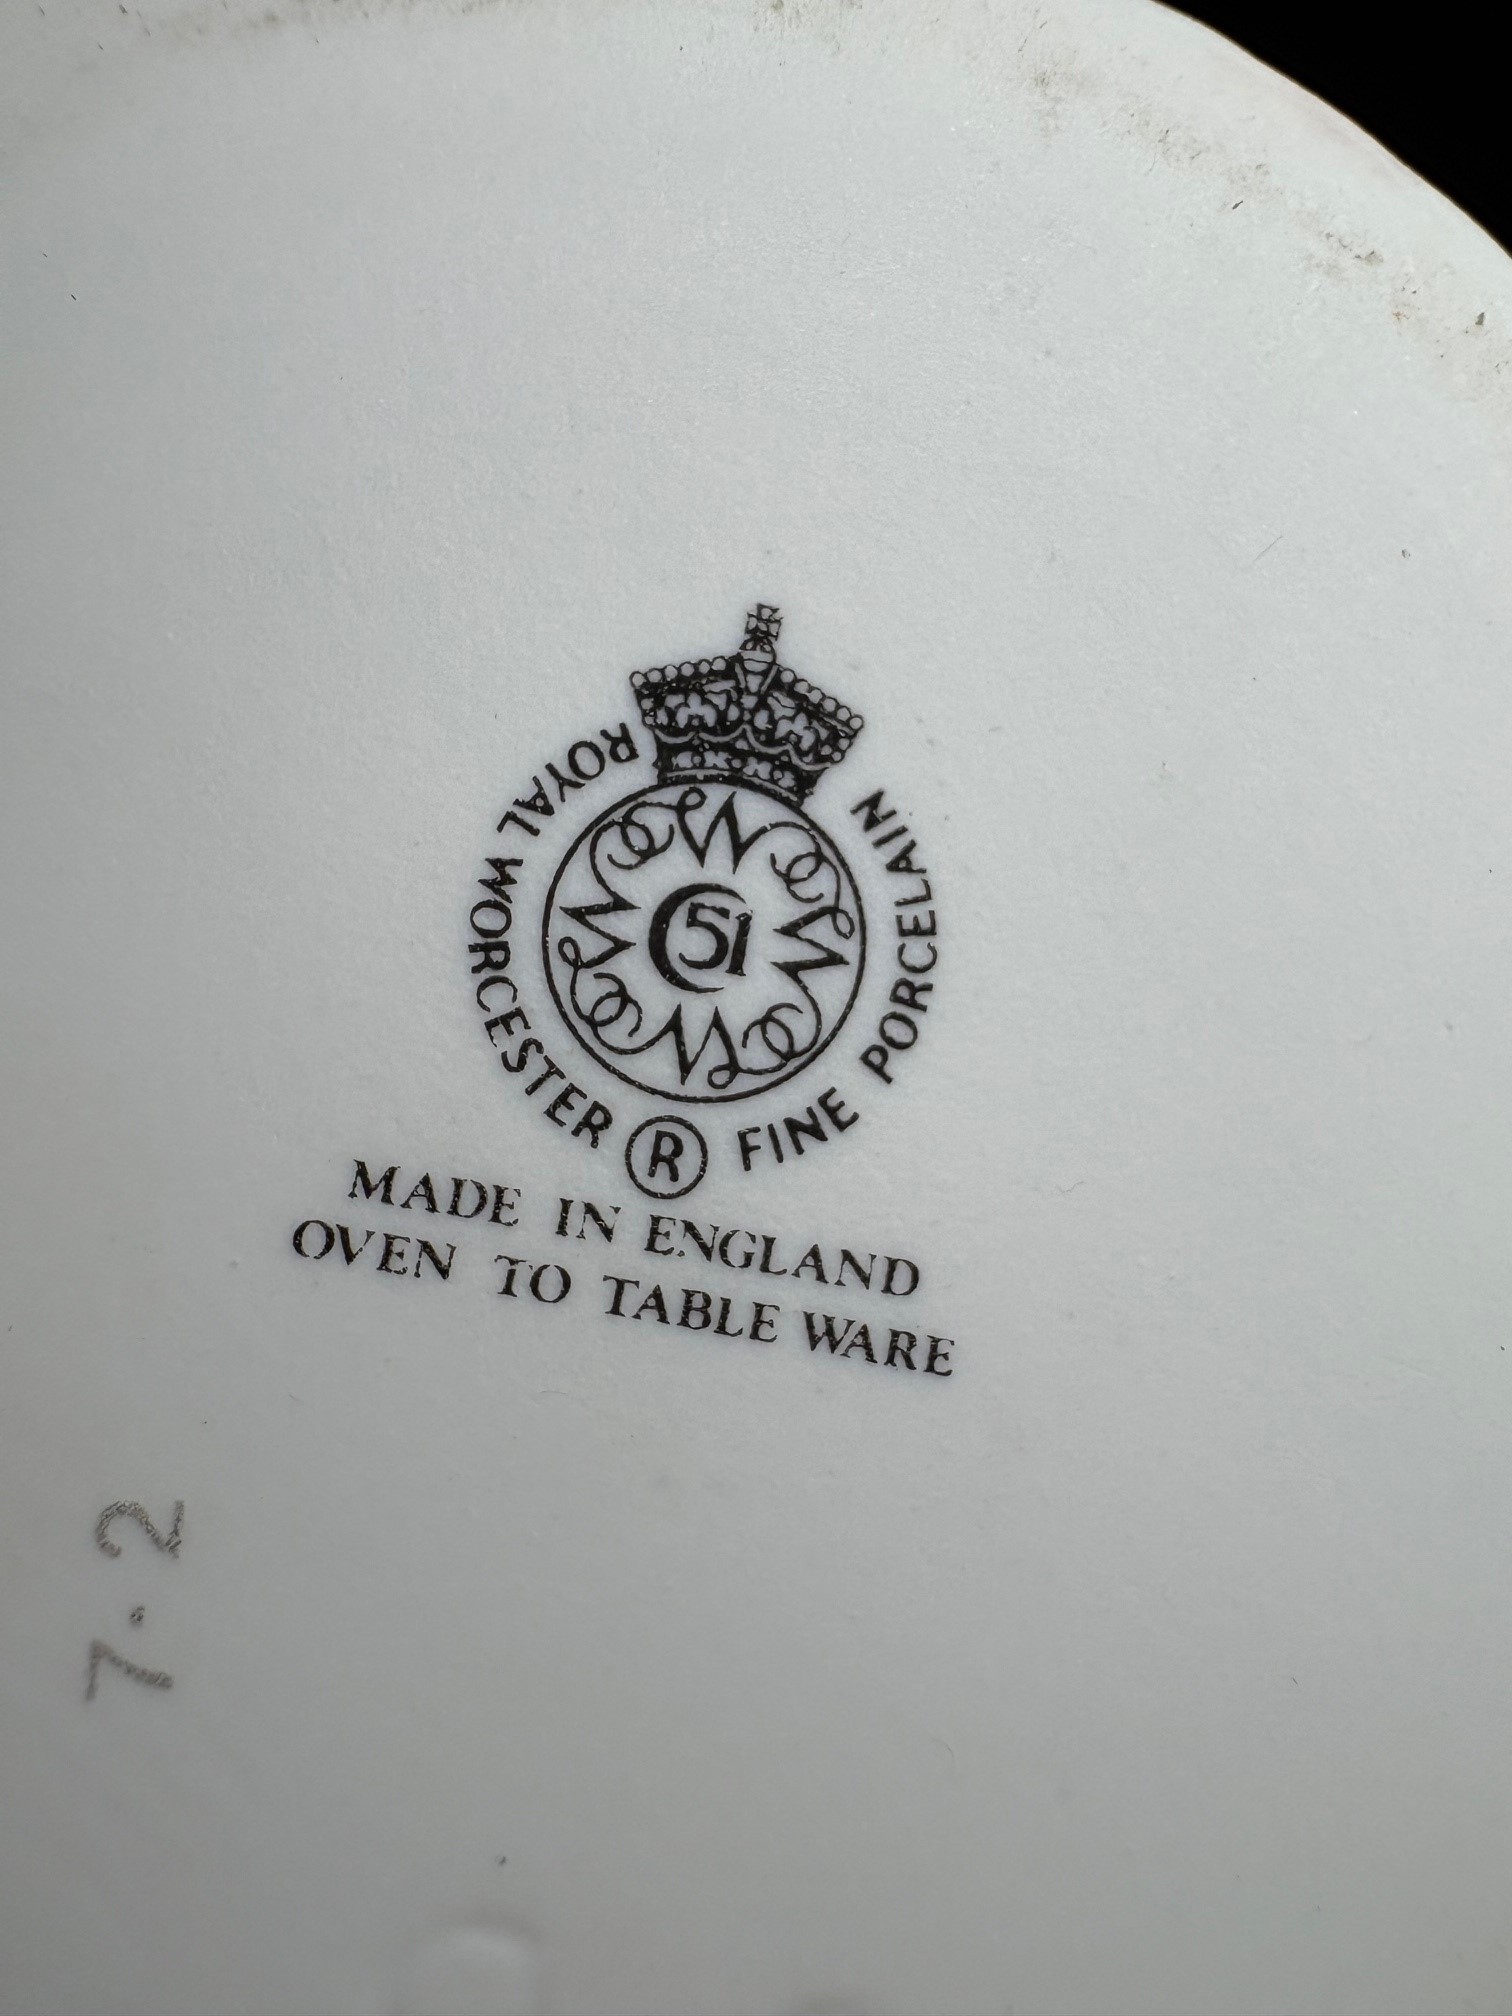 ROYAL WORCESTER ® FINE PORCELAIN
51
MADE IN ENGLAND
OVEN TO TABLE WARE
7.2